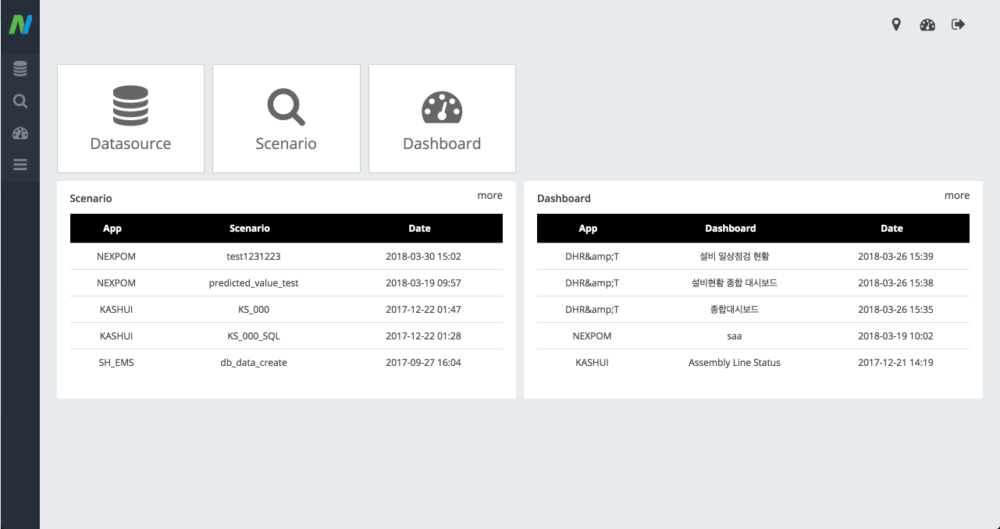 Datasource
Scenario
Dashboard
Scenario more
App Scenario Date
NEXPOM test1231223 2018-03-30 15:02
NEXPOM predicted_value_test 2018-03-19 09:57
KASHUI KS_000 2017-12-22 01:47
KASHUI KS_000_SQL 2017-12-22 01:28
SH_EMS db_data_create 2017-09-27 16:04
Dashboard more
App Dashboard Date
DHR&amp;T 설비 일상점검 현황 2018-03-26 15:39
DHR&amp;T 설비현황 종합 대시보드 2018-03-26 15:38
DHR&amp;T 종합대시보드 2018-03-26 15:35
NEXPOM saa 2018-03-19 10:02
KASHUI Assembly Line Status 2017-12-21 14:19